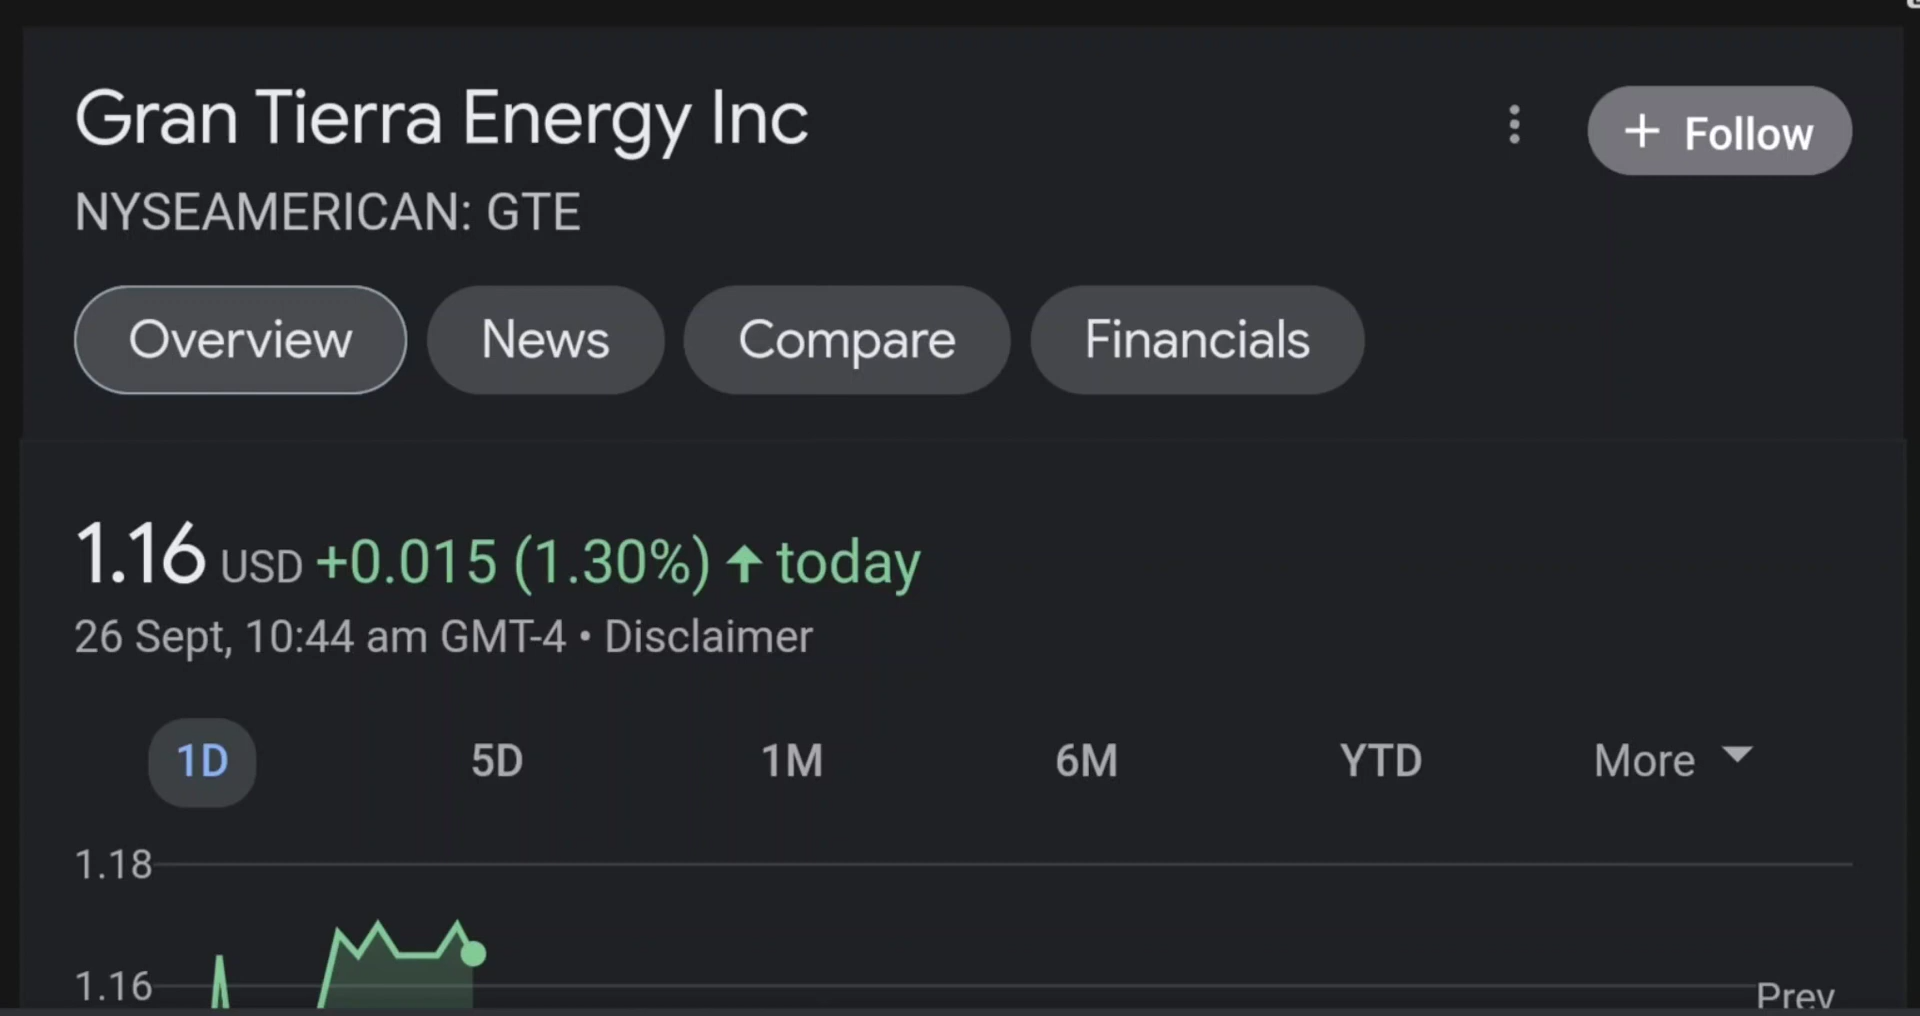 Gran Tierra Energy Inc
+ Follow
NYSEAMERICAN: GTE
Overview News Compare Financials
1.16 USD +0.015 (1.30%) ↑ today
26 Sept, 10:44 am GMT-4 • Disclaimer
1D 5D 1M 6M YTD More
1.18
1.16
Prev